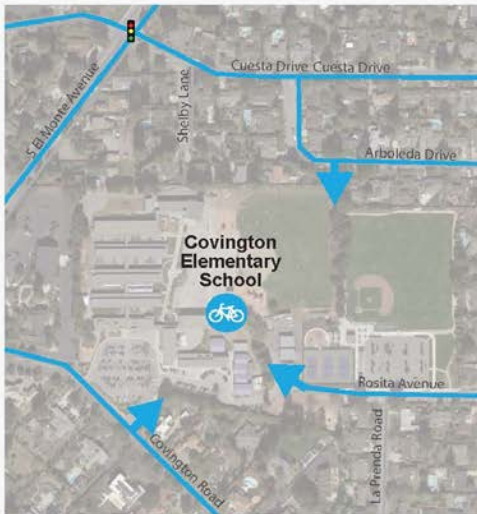 Cuesta Drive Cuesta Drive
S El Monte Avenue
Shelby Lane
Arboleda Drive
Covington
Elementary
School
Rosita Avenue
Covington Road
La Prenda Road